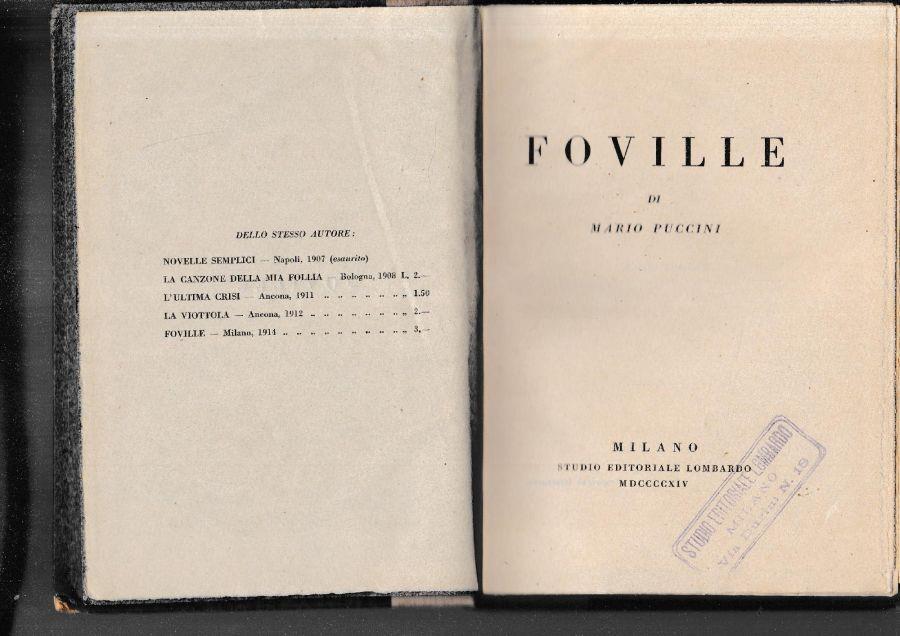 DELLO STESSO AUTORE:
NOVELLE SEMPLICI — Napoli, 1907 (esaurito)
LA CANZONE DELLA MIA FOLLIA — Bologna, 1908 L. 2.—
L'ULTIMA CRISI — Ancona, 1911 .. .. .. .. .. .. „ 1.50
LA VIOTTOLA — Ancona, 1912 .. .. .. .. .. .. .. „ 2.—
FOVILLE — Milano, 1914 .. .. .. .. .. .. .. .. „ 3,—
FOVILLE
DI
MARIO PUCCINI
MILANO
STUDIO EDITORIALE LOMBARDO
MDCCCCXIV
STUDIO EDITORIALE LOMBARDO
MILANO
Via N. 18